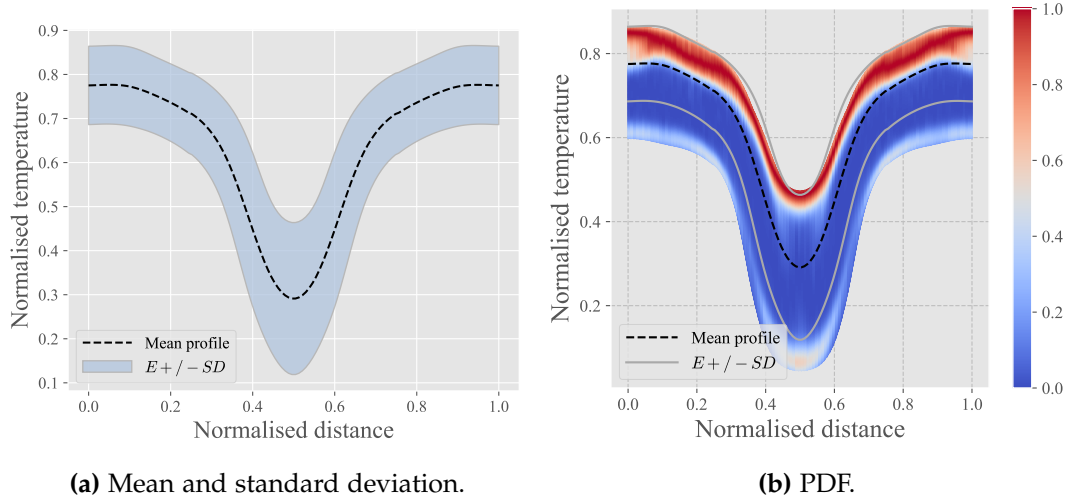 0.9
0.8
0.7
0.6
0.5
0.4
0.3
0.2
0.1
Normalised temperature
Mean profile
E + / − SD
0.0 0.2 0.4 0.6 0.8 1.0
Normalised distance
(a) Mean and standard deviation.
0.8
0.6
0.4
0.2
Normalised temperature
Mean profile
E + / − SD
0.0 0.2 0.4 0.6 0.8 1.0
Normalised distance
1.0
0.8
0.6
0.4
0.2
0.0
(b) PDF.